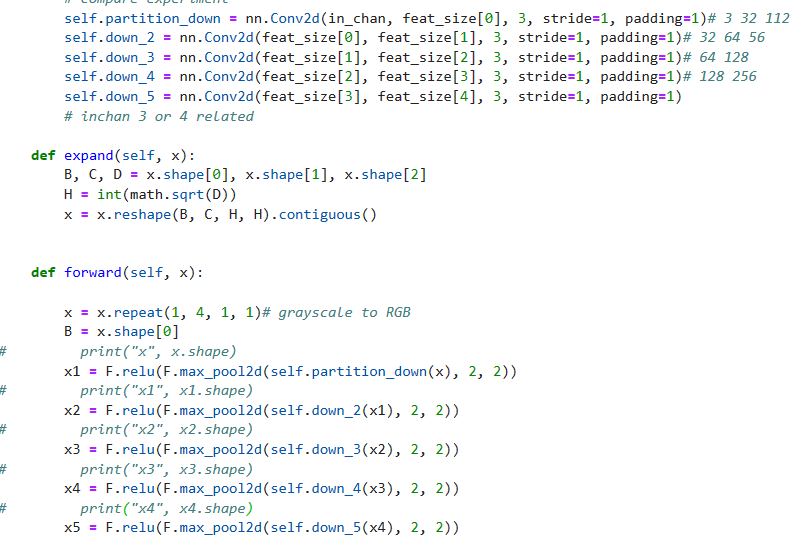 # compare experiment
self.partition_down = nn.Conv2d(in_chan, feat_size[0], 3, stride=1, padding=1)# 3 32 112
self.down_2 = nn.Conv2d(feat_size[0], feat_size[1], 3, stride=1, padding=1)# 32 64 56
self.down_3 = nn.Conv2d(feat_size[1], feat_size[2], 3, stride=1, padding=1)# 64 128
self.down_4 = nn.Conv2d(feat_size[2], feat_size[3], 3, stride=1, padding=1)# 128 256
self.down_5 = nn.Conv2d(feat_size[3], feat_size[4], 3, stride=1, padding=1)
# inchan 3 or 4 related
def expand(self, x):
B, C, D = x.shape[0], x.shape[1], x.shape[2]
H = int(math.sqrt(D))
x = x.reshape(B, C, H, H).contiguous()
def forward(self, x):
x = x.repeat(1, 4, 1, 1)# grayscale to RGB
B = x.shape[0]
# print("x", x.shape)
x1 = F.relu(F.max_pool2d(self.partition_down(x), 2, 2))
# print("x1", x1.shape)
x2 = F.relu(F.max_pool2d(self.down_2(x1), 2, 2))
# print("x2", x2.shape)
x3 = F.relu(F.max_pool2d(self.down_3(x2), 2, 2))
# print("x3", x3.shape)
x4 = F.relu(F.max_pool2d(self.down_4(x3), 2, 2))
# print("x4", x4.shape)
x5 = F.relu(F.max_pool2d(self.down_5(x4), 2, 2))